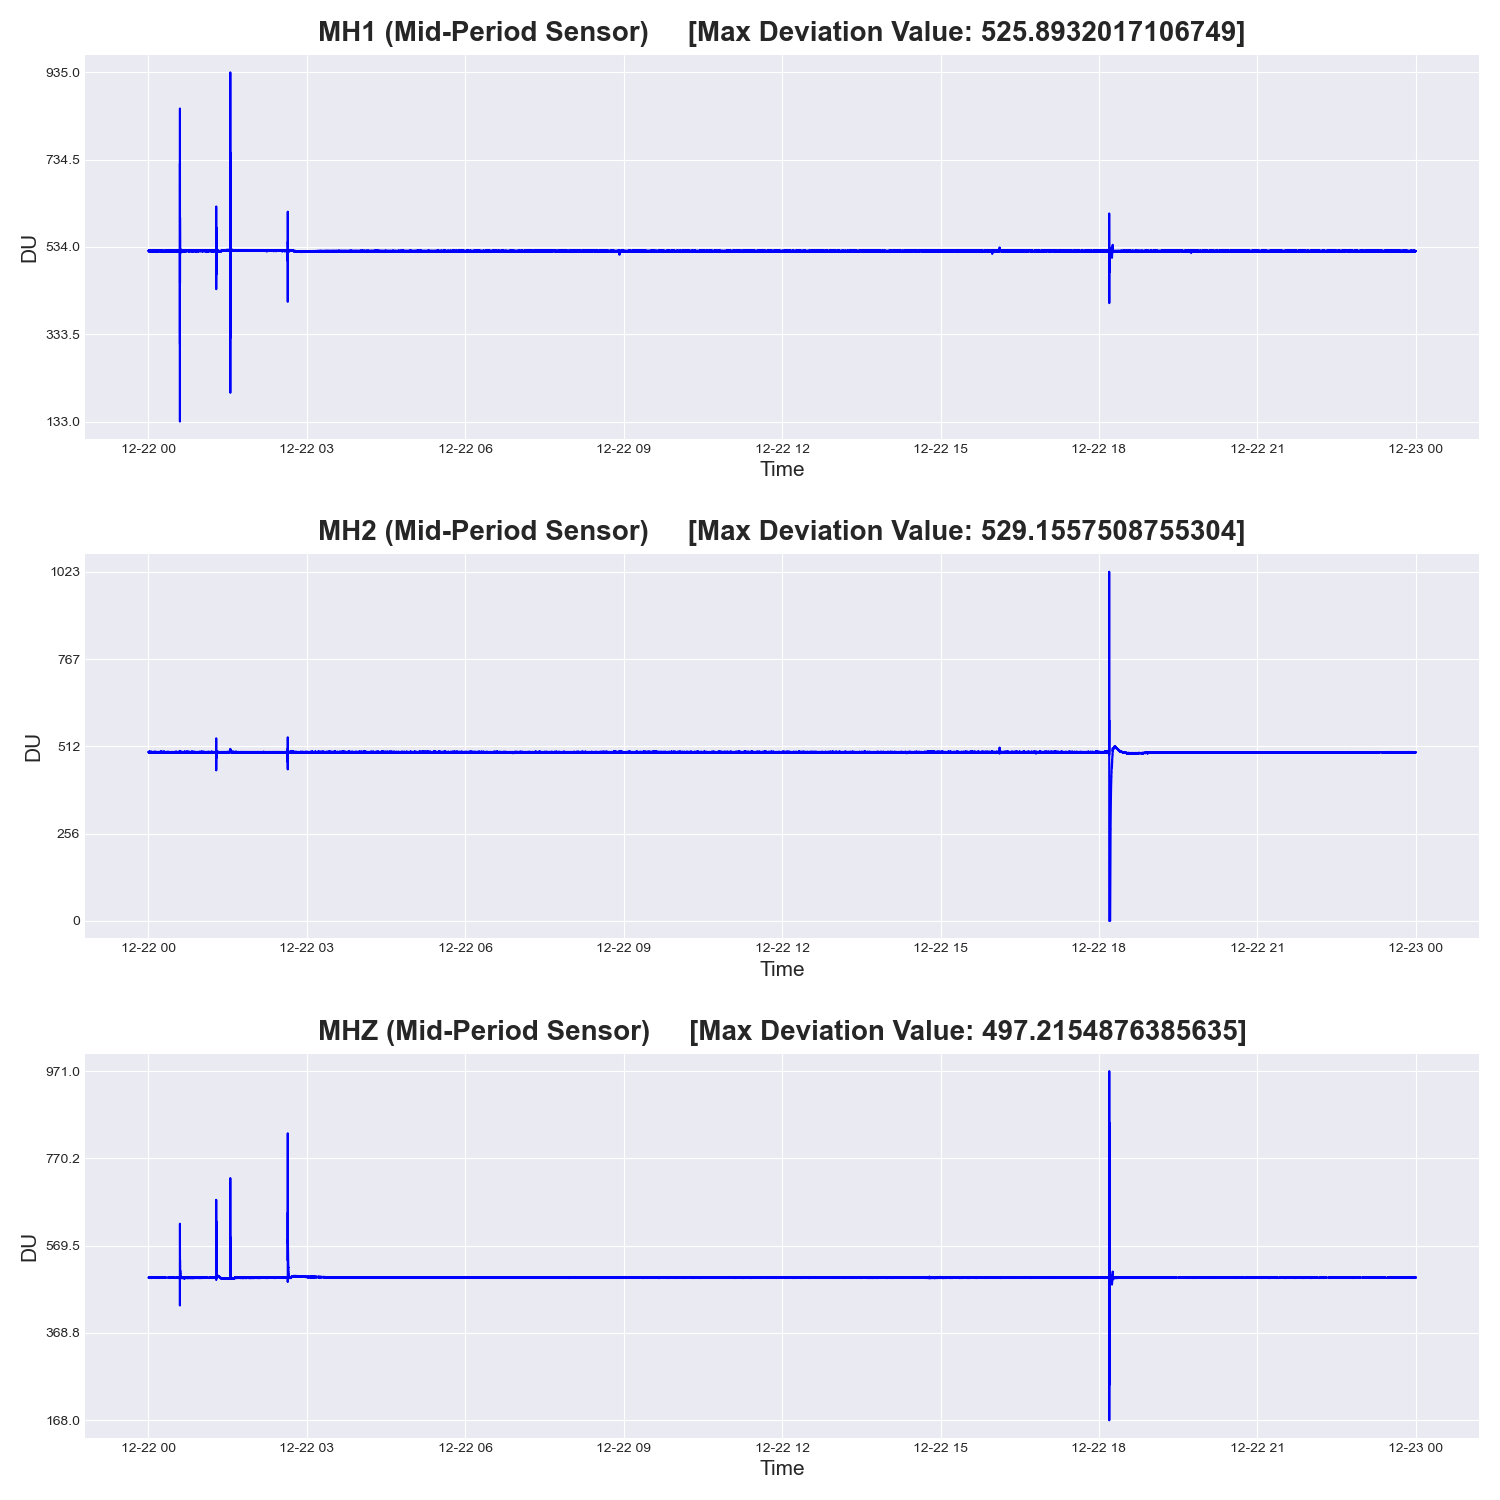 MH1 (Mid-Period Sensor) [Max Deviation Value: 525.8932017106749]
935.0
734.5
534.0
333.5
133.0
DU
12-22 00 12-22 03 12-22 06 12-22 09 12-22 12 12-22 15 12-22 18 12-22 21 12-23 00
Time
MH2 (Mid-Period Sensor) [Max Deviation Value: 529.1557508755304]
1023
767
512
256
0
DU
12-22 00 12-22 03 12-22 06 12-22 09 12-22 12 12-22 15 12-22 18 12-22 21 12-23 00
Time
MHZ (Mid-Period Sensor) [Max Deviation Value: 497.2154876385635]
971.0
770.2
569.5
368.8
168.0
DU
12-22 00 12-22 03 12-22 06 12-22 09 12-22 12 12-22 15 12-22 18 12-22 21 12-23 00
Time